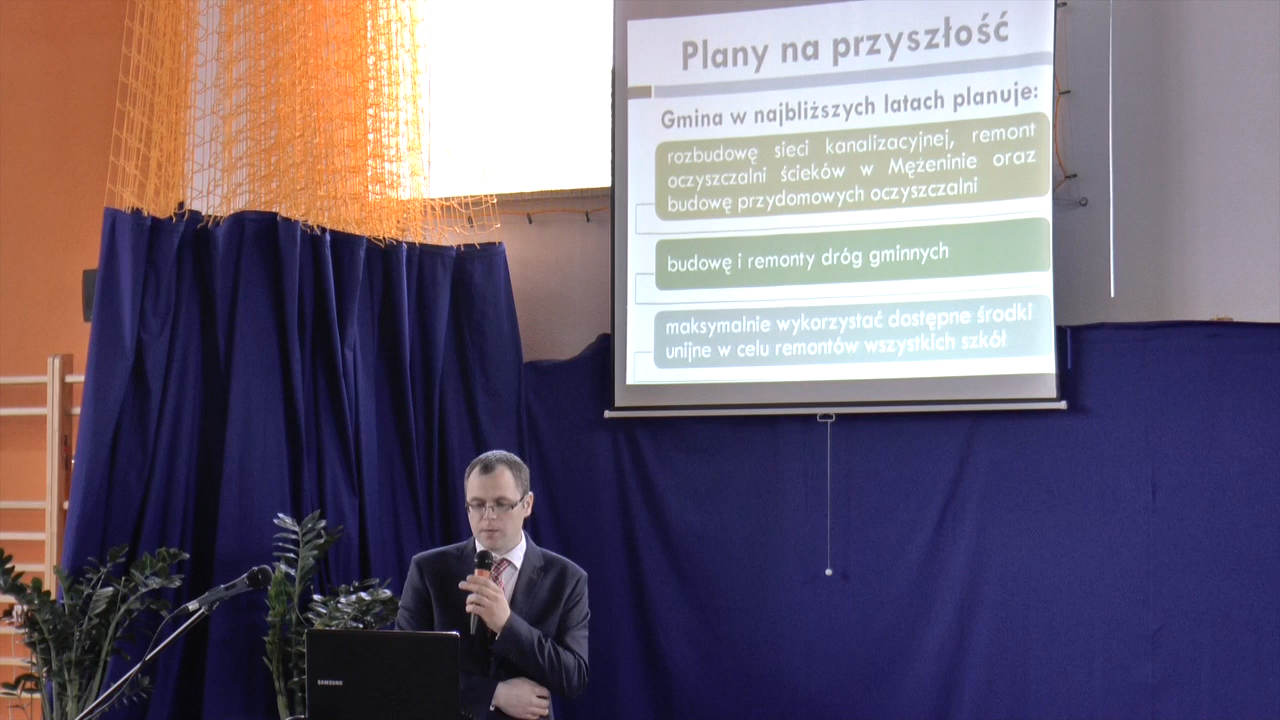 Plany na przyszłość
Gmina w najbliższych latach planuje:
rozbudowę sieci kanalizacyjnej, remont
oczyszczalni ścieków w Mężeninie oraz
budowę przydomowych oczyszczalni
budowę i remonty dróg gminnych
maksymalnie wykorzystać dostępne środki
unijne w celu remontów wszystkich szkół
SAMSUNG